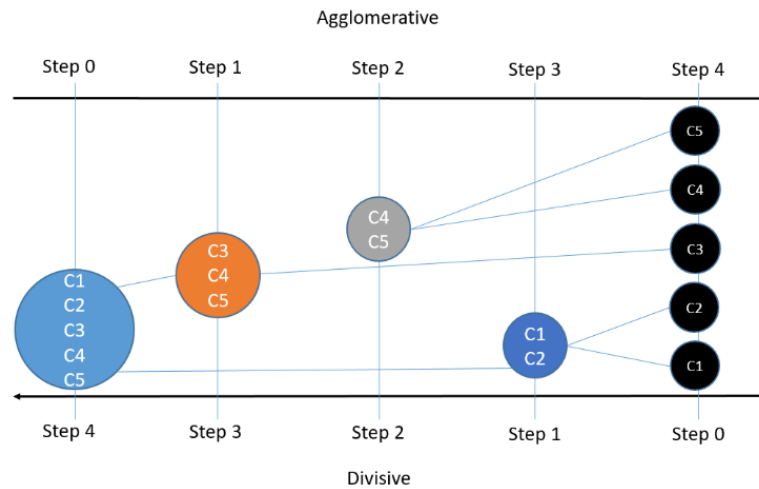 Agglomerative
Step 0 Step 1 Step 2 Step 3 Step 4
C5
C4
C3
C2
C1
C4
C5
C3
C4
C5
C1
C2
C3
C4
C5
C1
C2
Step 4 Step 3 Step 2 Step 1 Step 0
Divisive